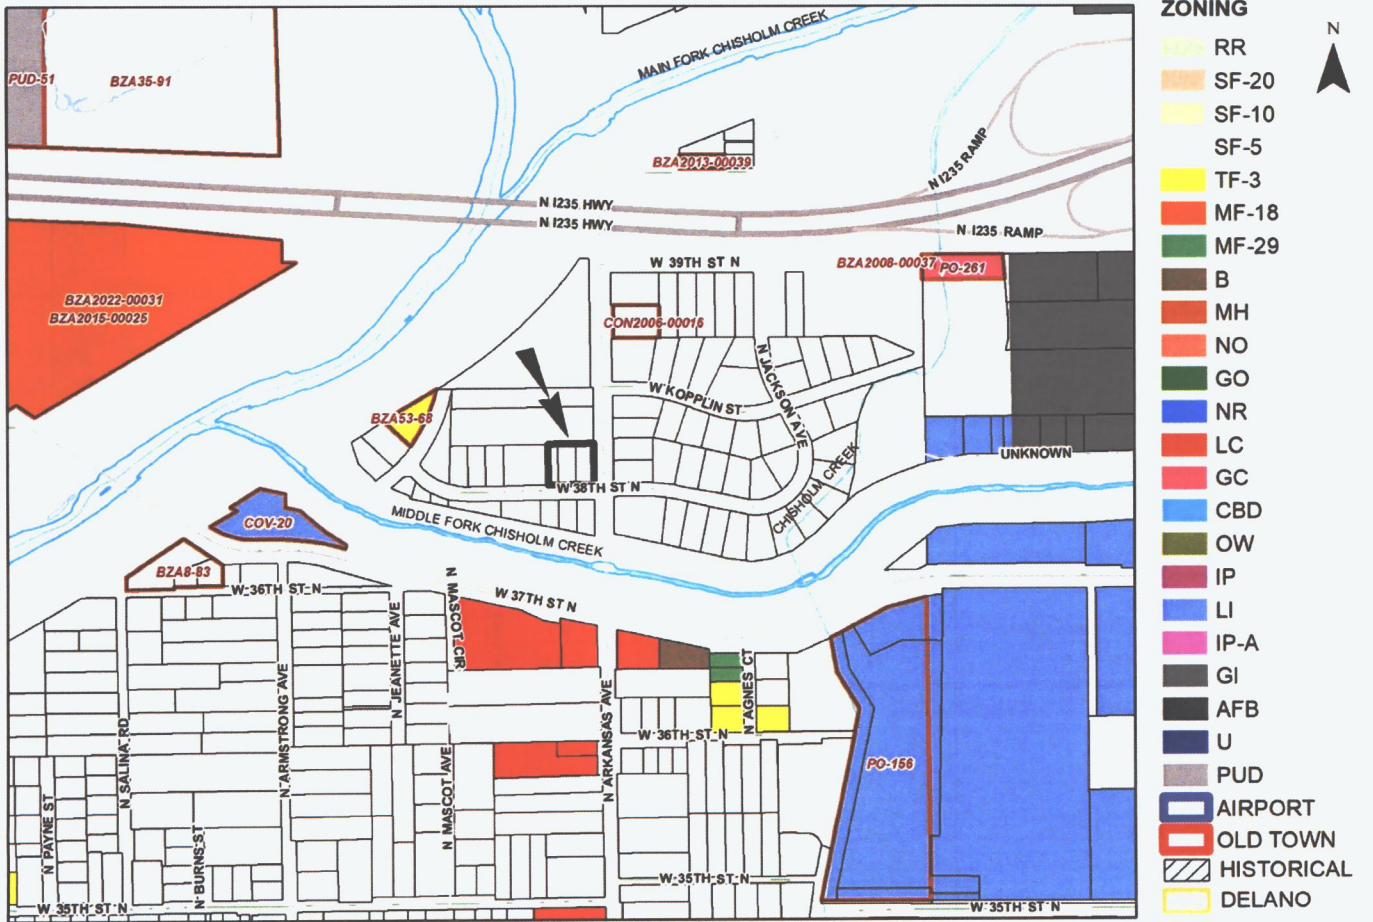 MAIN FORK CHISHOLM CREEK
PUD-51
BZA35-91
BZA2013-00039
N I235 RAMP
N I235 HWY
N I235 HWY
N I235 RAMP
W 39TH ST N
BZA2008-00037
PO-261
BZA2022-00031
BZA2015-00025
CON2006-00015
N JACKSON AVE
W KOPPLIN ST
BZA53-68
UNKNOWN
W 38TH ST N
CHISHOLM CREEK
MIDDLE FORK CHISHOLM CREEK
COV-20
BZA8-83
W 36TH ST N
W 37TH ST N
N MASCOT CIR
N JEANETTE AVE
N ARMSTRONG AVE
N ARKANSAS AVE
N AGNES CT
W 36TH ST N
N SALINA RD
N MASCOT AVE
PO-156
N PAYNE ST
N BURNS ST
W 35TH ST N
W 35TH ST N
W 35TH ST N
ZONING
RR
SF-20
SF-10
SF-5
TF-3
MF-18
MF-29
B
MH
NO
GO
NR
LC
GC
CBD
OW
IP
LI
IP-A
GI
AFB
U
PUD
AIRPORT
OLD TOWN
HISTORICAL
DELANO
N